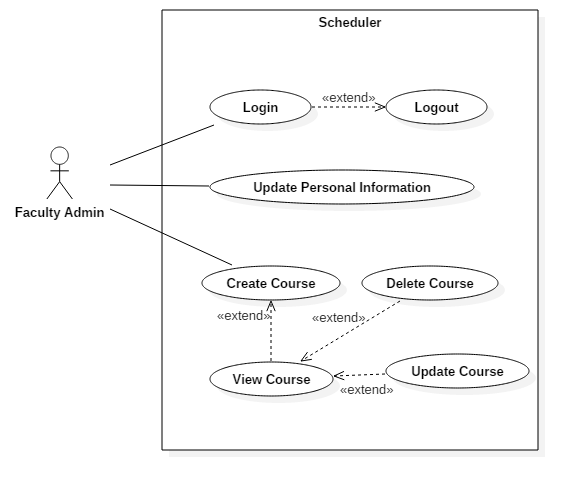 Scheduler
«extend»
Login
Logout
Update Personal Information
Faculty Admin
Create Course
Delete Course
«extend»
«extend»
View Course
Update Course
«extend»